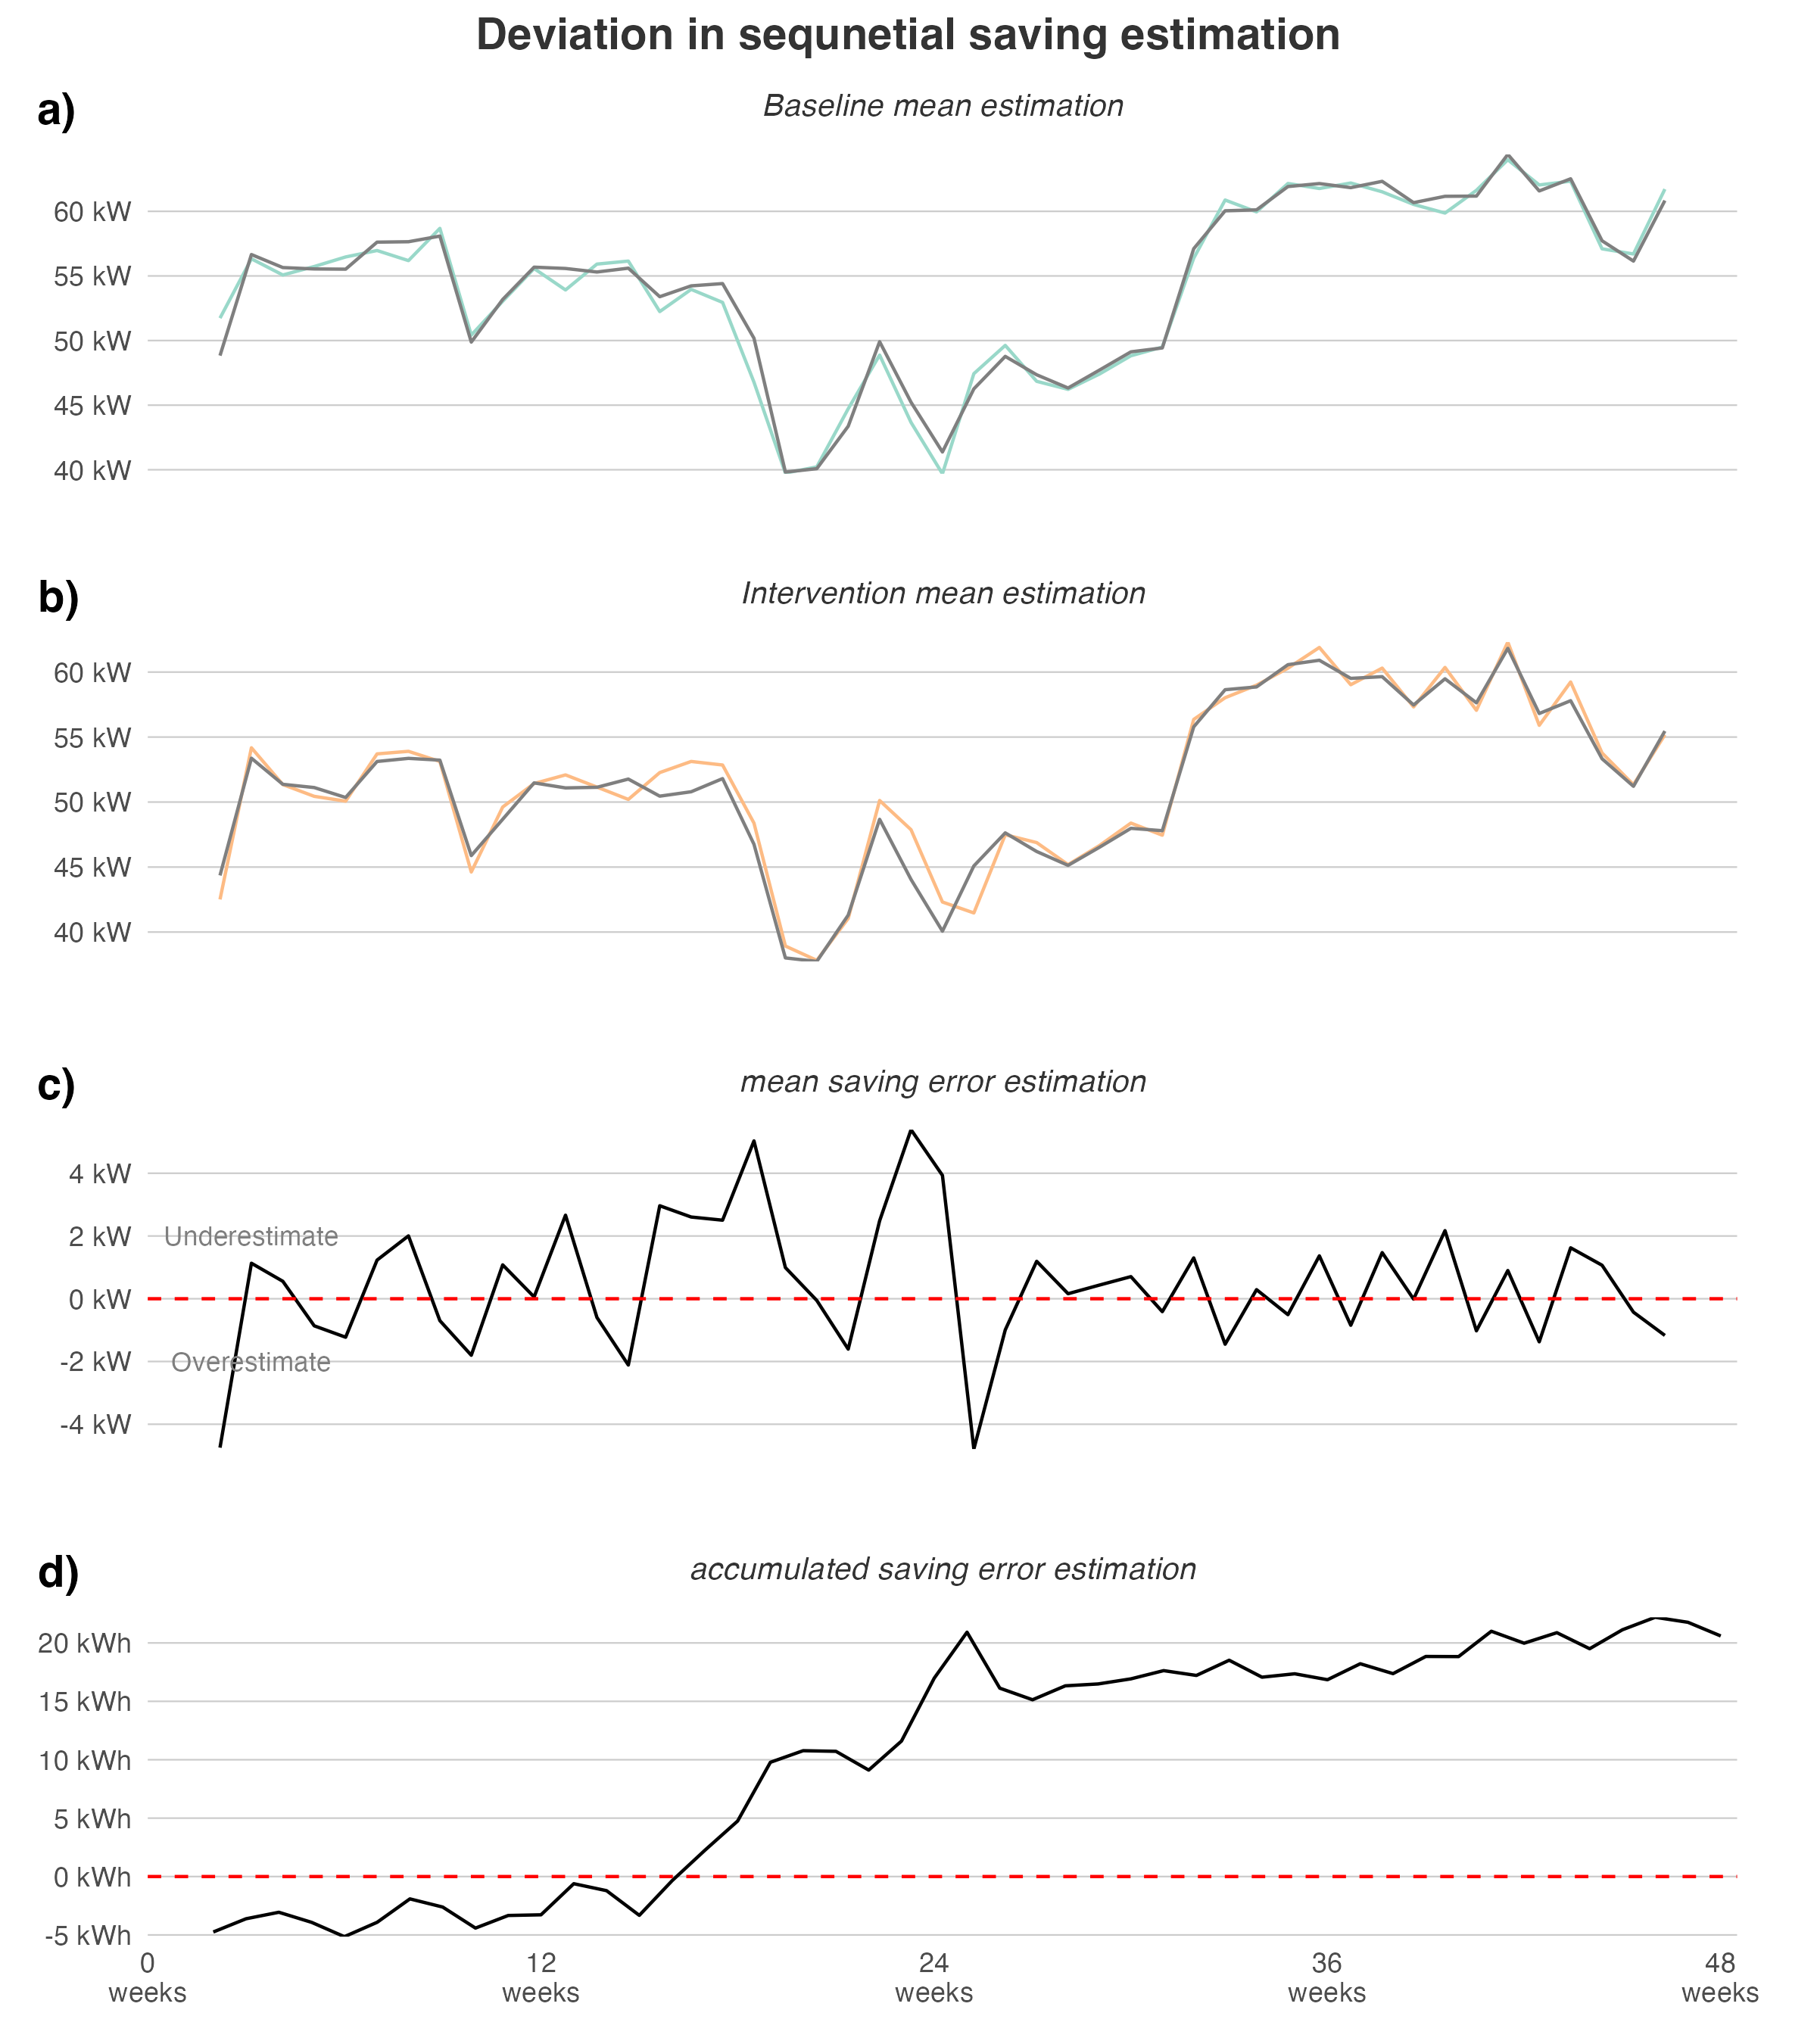 Deviation in sequnetial saving estimation
a)
Baseline mean estimation
60 kW
55 kW
50 kW
45 kW
40 kW
b)
Intervention mean estimation
60 kW
55 kW
50 kW
45 kW
40 kW
c)
mean saving error estimation
4 kW
2 kW
Underestimate
0 kW
-2 kW
Overestimate
-4 kW
d)
accumulated saving error estimation
20 kWh
15 kWh
10 kWh
5 kWh
0 kWh
-5 kWh
0 12 24 36 48
weeks weeks weeks weeks weeks